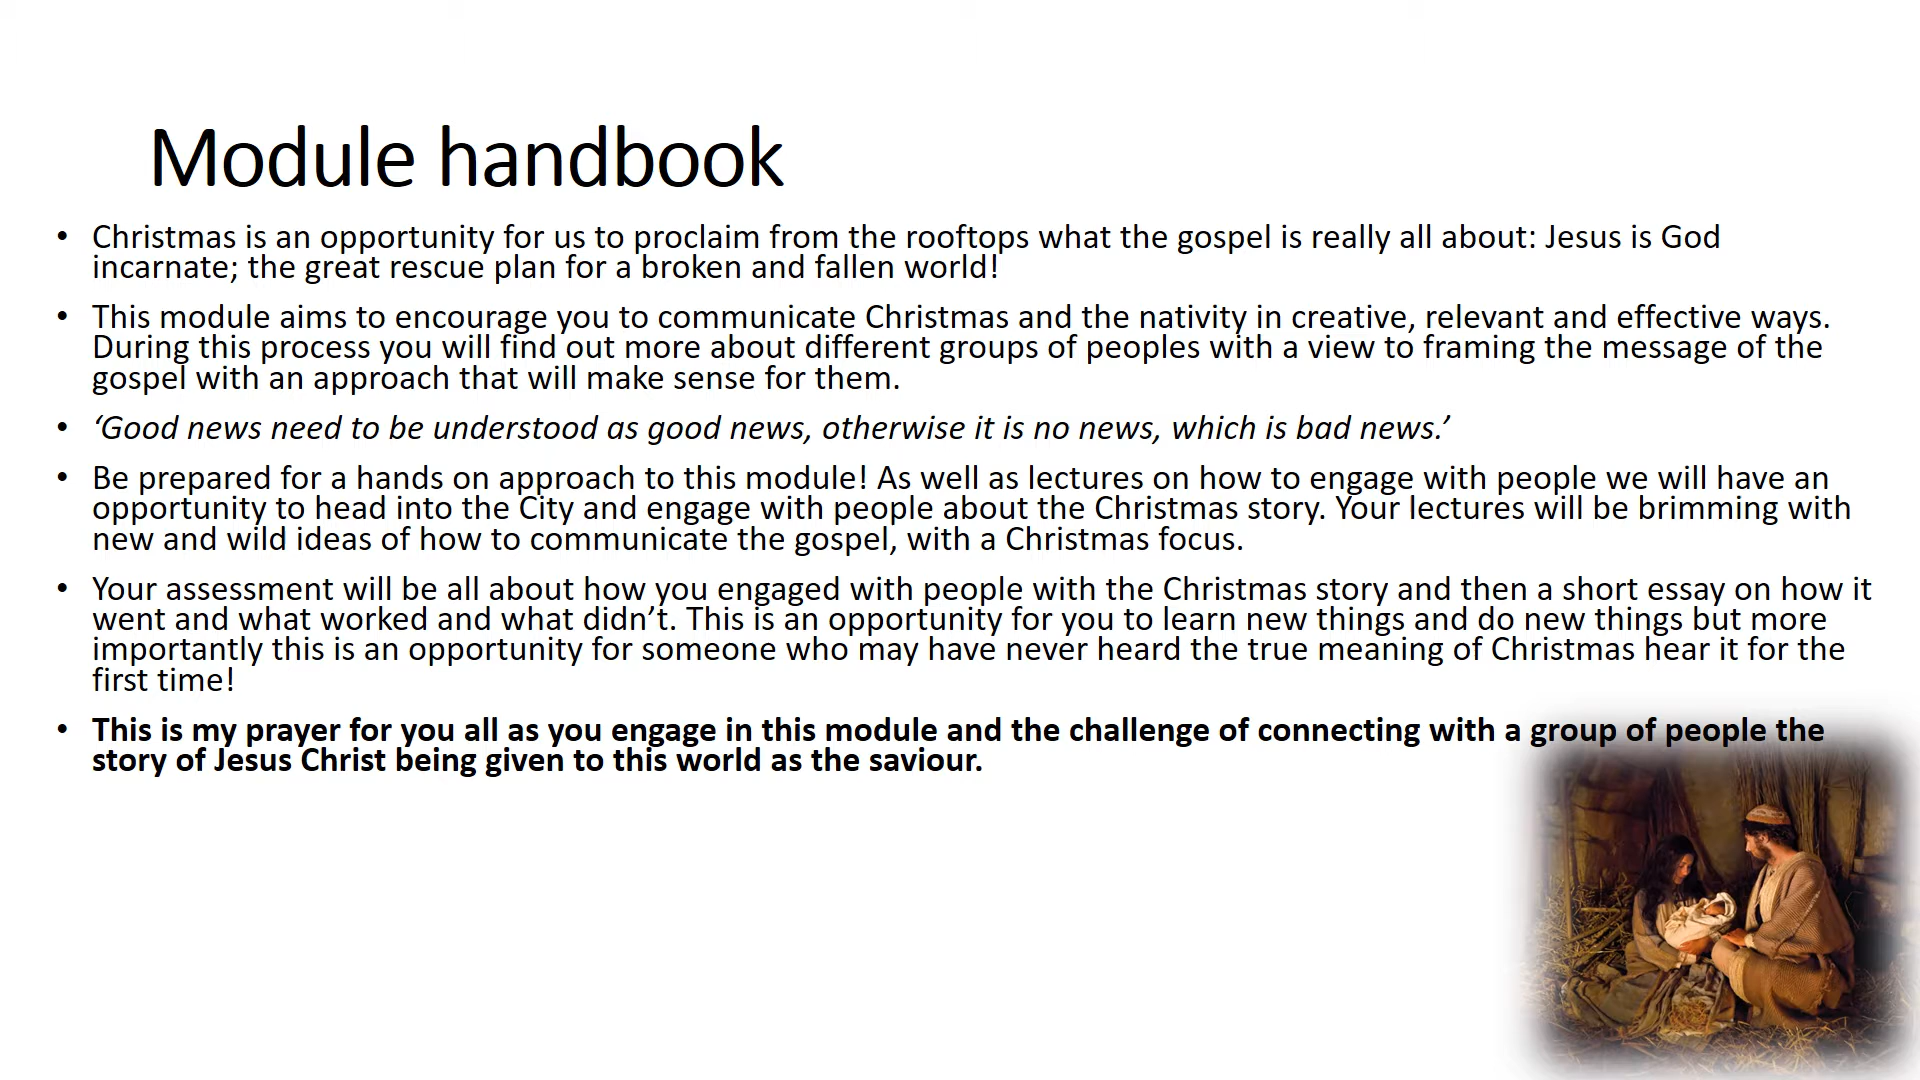 Module handbook
• Christmas is an opportunity for us to proclaim from the rooftops what the gospel is really all about: Jesus is God
incarnate; the great rescue plan for a broken and fallen world!
• This module aims to encourage you to communicate Christmas and the nativity in creative, relevant and effective ways.
During this process you will find out more about different groups of peoples with a view to framing the message of the
gospel with an approach that will make sense for them.
• ‘Good news need to be understood as good news, otherwise it is no news, which is bad news.’
• Be prepared for a hands on approach to this module! As well as lectures on how to engage with people we will have an
opportunity to head into the City and engage with people about the Christmas story. Your lectures will be brimming with
new and wild ideas of how to communicate the gospel, with a Christmas focus.
• Your assessment will be all about how you engaged with people with the Christmas story and then a short essay on how it
went and what worked and what didn’t. This is an opportunity for you to learn new things and do new things but more
importantly this is an opportunity for someone who may have never heard the true meaning of Christmas hear it for the
first time!
• This is my prayer for you all as you engage in this module and the challenge of connecting with a group of people the
story of Jesus Christ being given to this world as the saviour.